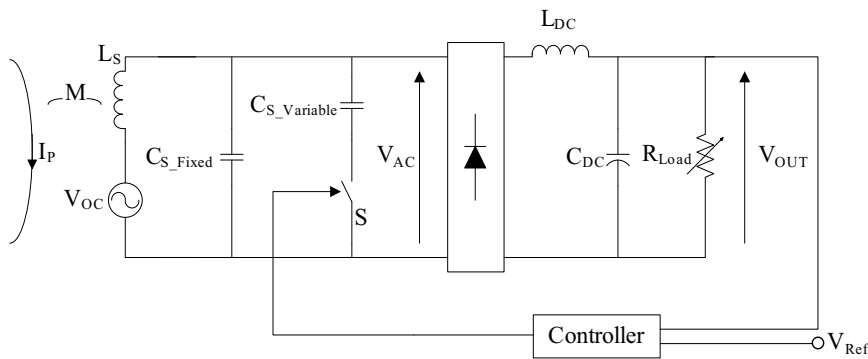 L_DC
L_S
M
C_S_Variable
C_S_Fixed
V_AC
C_DC
R_Load
V_OUT
I_P
V_OC
S
Controller
V_Ref